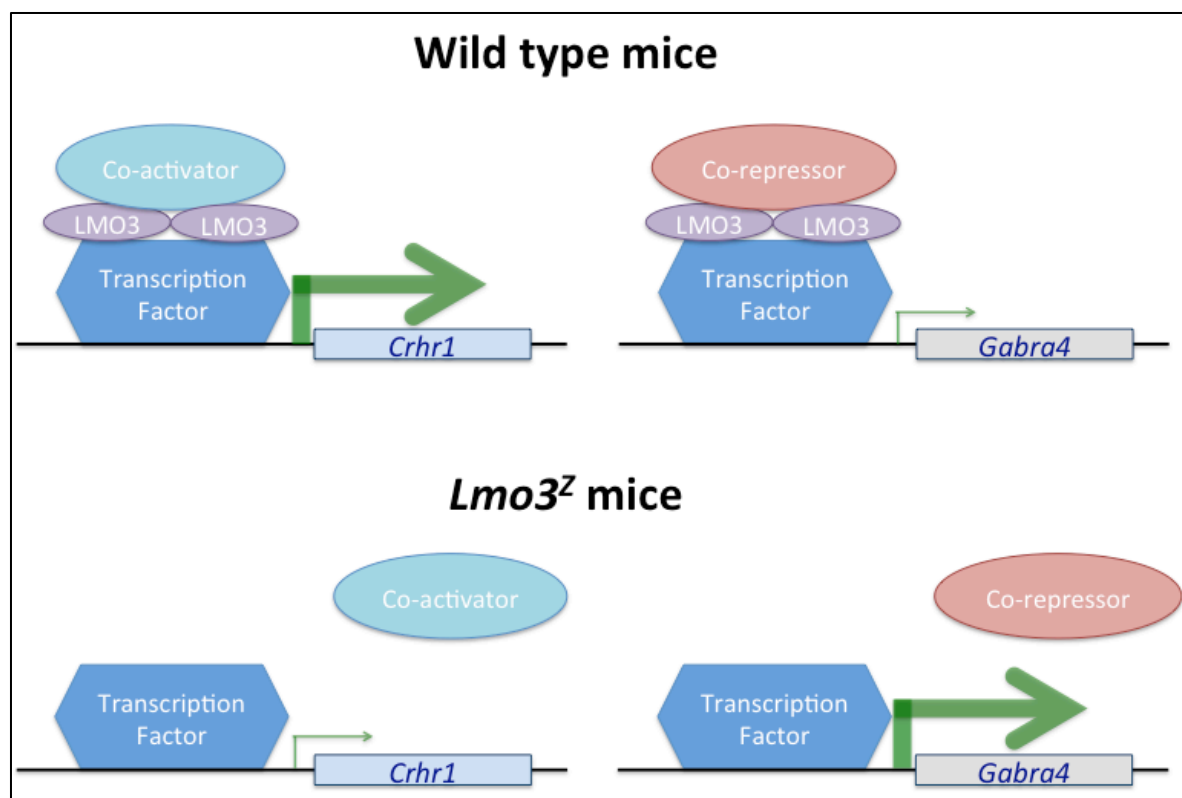 Wild type mice
Co-activator
Co-repressor
LMO3 LMO3
LMO3 LMO3
Transcription
Factor
Transcription
Factor
Crhr1
Gabra4
Lmo3Z mice
Co-activator
Co-repressor
Transcription
Factor
Transcription
Factor
Crhr1
Gabra4